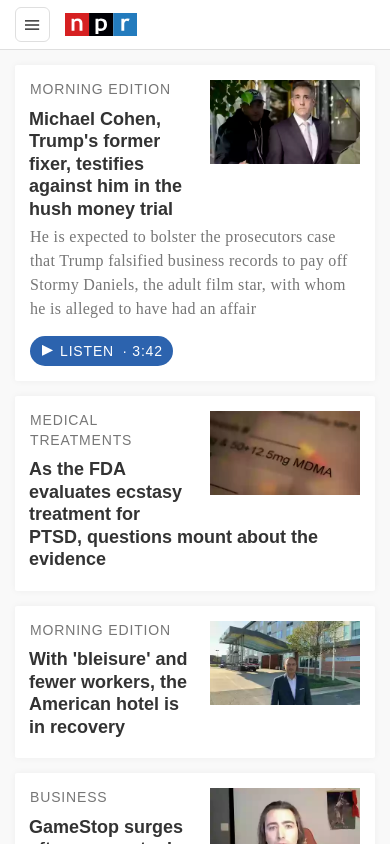 npr
MORNING EDITION
Michael Cohen,
Trump's former
fixer, testifies
against him in the
hush money trial
He is expected to bolster the prosecutors case
that Trump falsified business records to pay off
Stormy Daniels, the adult film star, with whom
he is alleged to have had an affair
LISTEN · 3:42
MEDICAL
TREATMENTS
& 50+12.5mg MDMA
As the FDA
evaluates ecstasy
treatment for
PTSD, questions mount about the
evidence
MORNING EDITION
With 'bleisure' and
fewer workers, the
American hotel is
in recovery
BUSINESS
GameStop surges